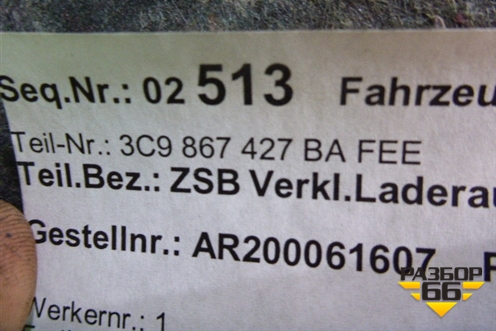 Seq.Nr.: 02 513 Fahrzeu
Teil-Nr.: 3C9 867 427 BA FEE
Teil.Bez.: ZSB Verkl.Laderau
Gestellnr.: AR200061607
Werkernr.: 1
РАЗБОР
66